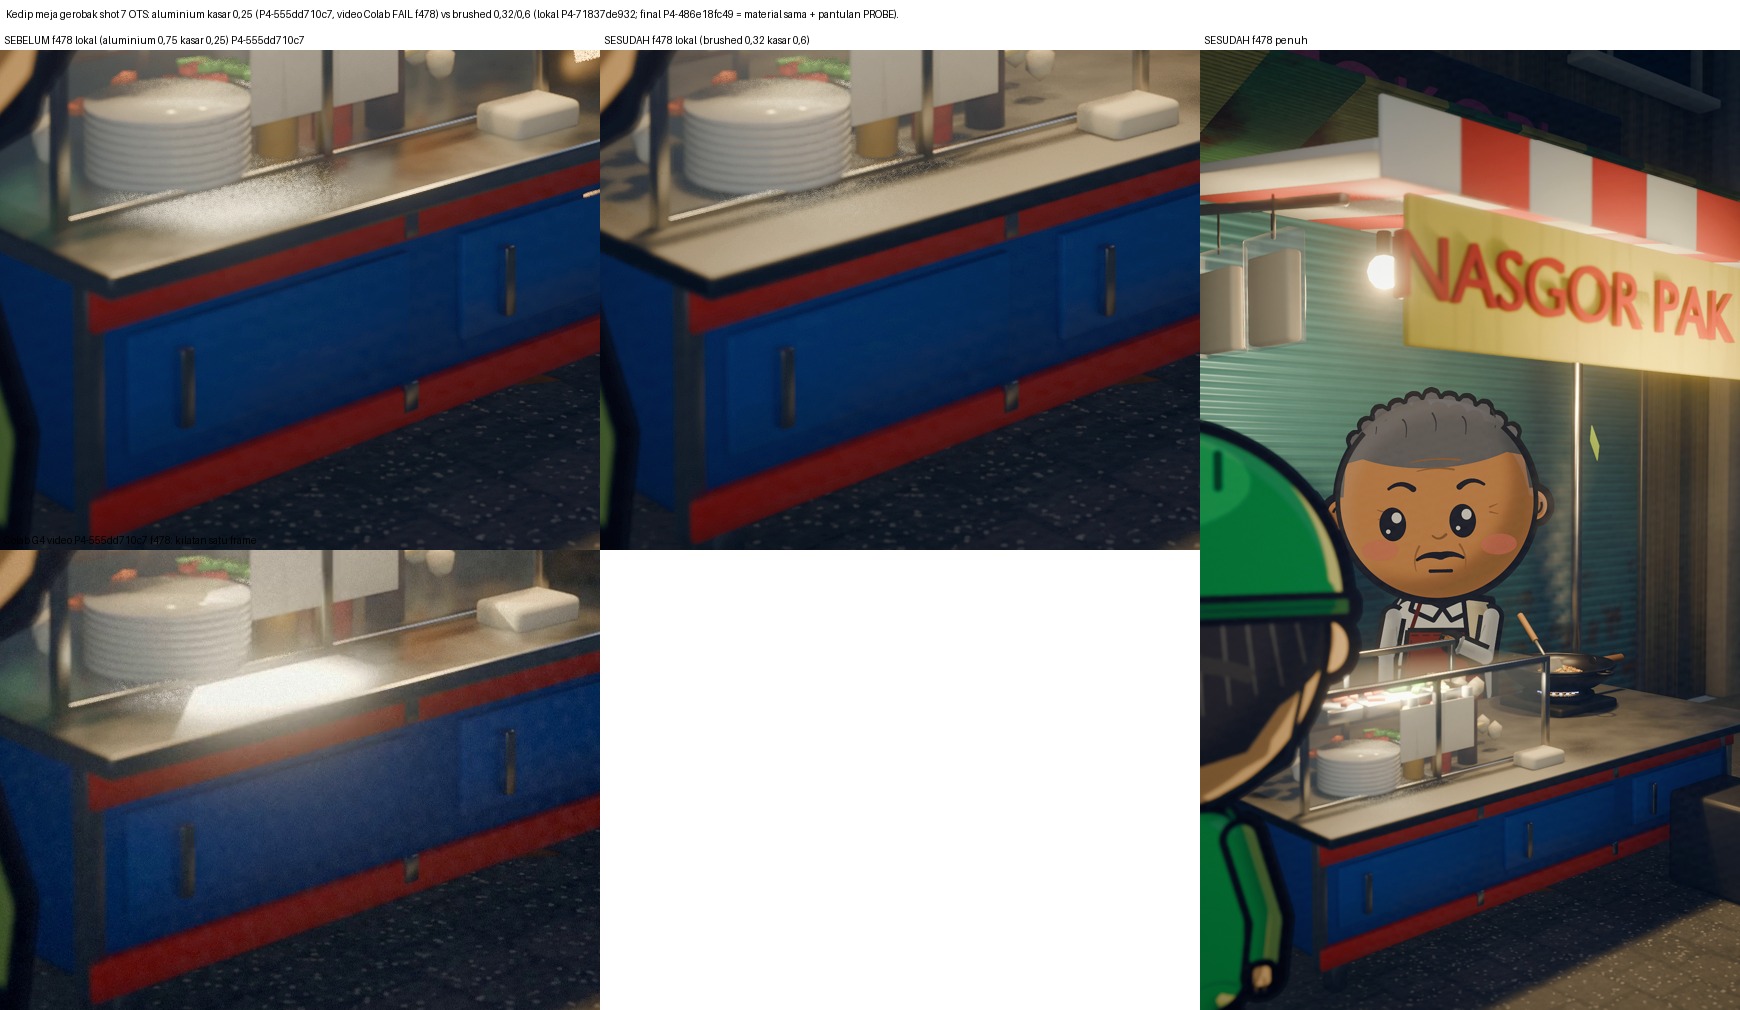 Kedip meja gerobak shot 7 OTS: aluminium kasar 0,25 (P4-555dd710c7, video Colab FAIL f478) vs brushed 0,32/0,6 (lokal P4-71837de932; final P4-486e18fc49 = material sama + pantulan PROBE).
SEBELUM f478 lokal (aluminium 0,75 kasar 0,25) P4-555dd710c7
SESUDAH f478 lokal (brushed 0,32 kasar 0,6)
SESUDAH f478 penuh
NASGOR PAK
G4 video P4-555dd710c7 f478: kilatan satu frame